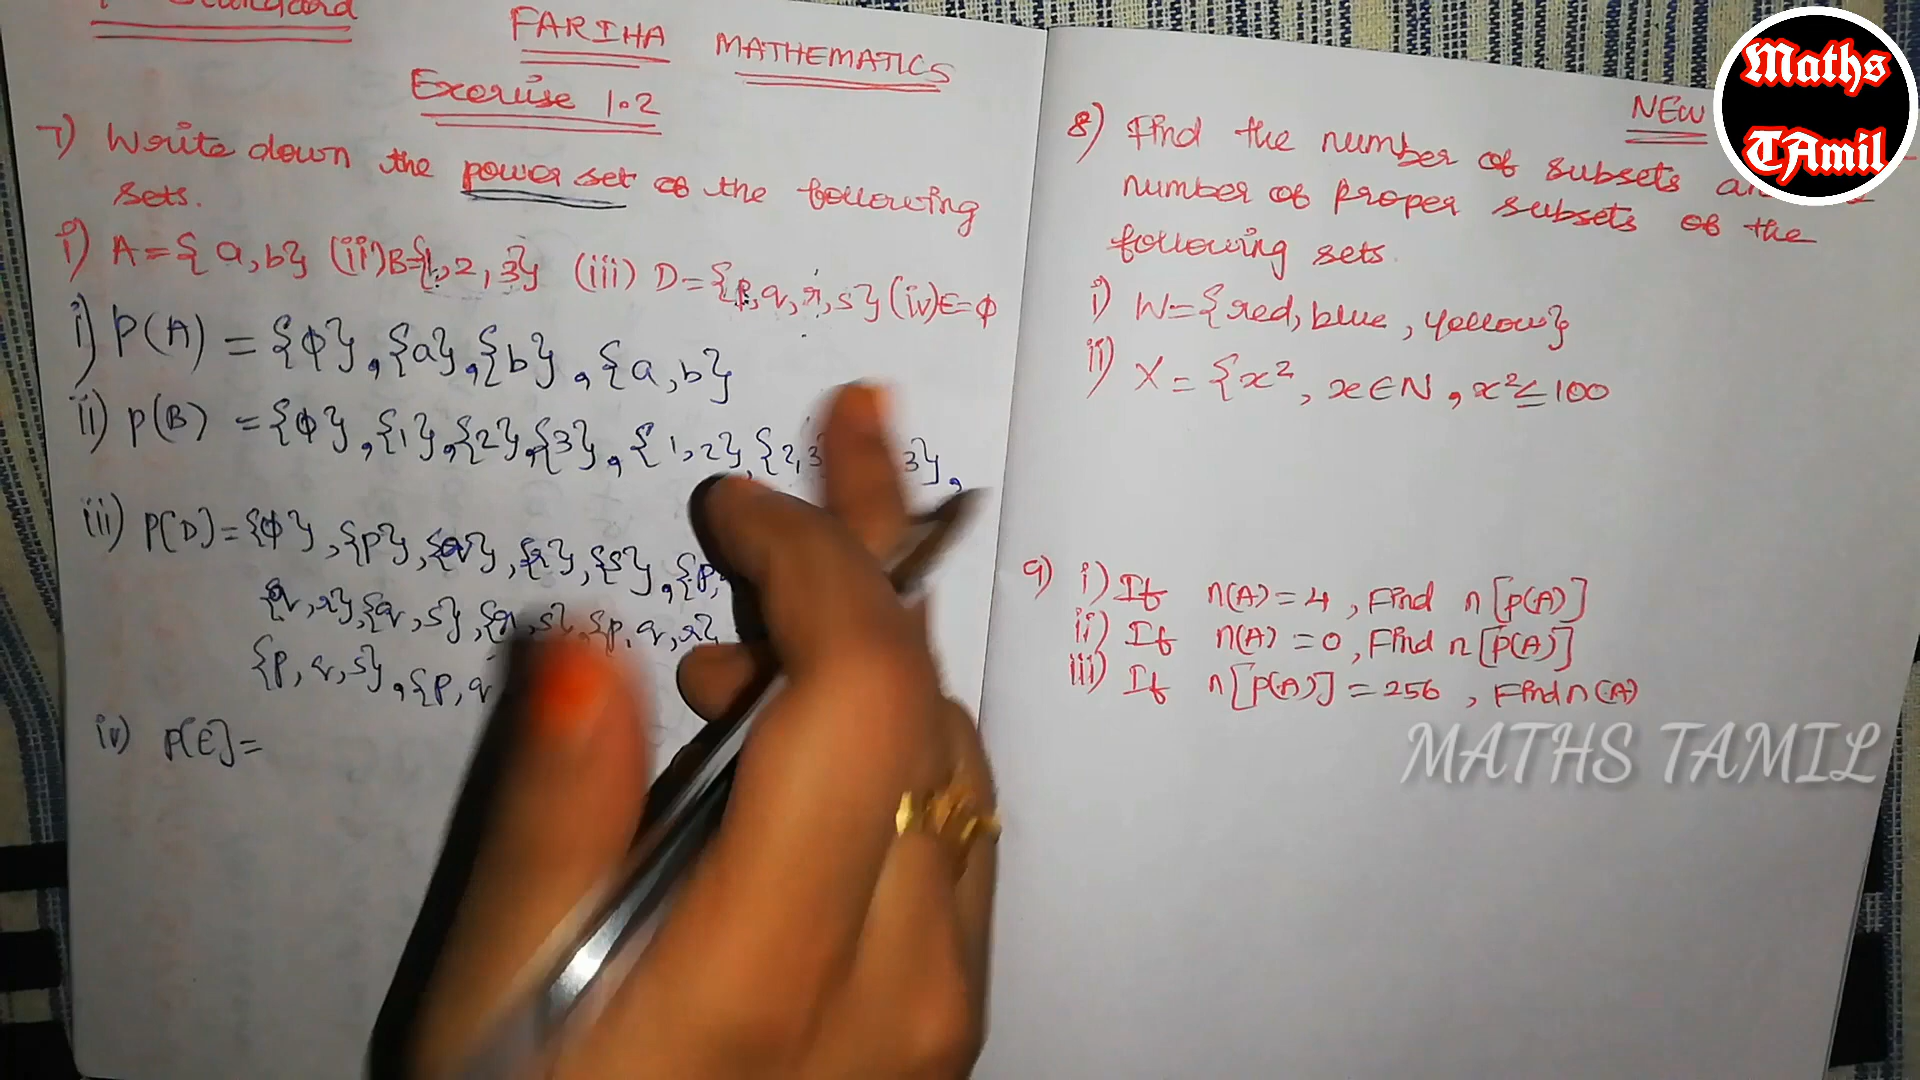 Standard
FARIHA MATHEMATICS
Exercise 1.2
7) Write down the power set of the following
sets.
i) A={a,b} (ii)B={1,2,3} (iii) D={p,q,r,s} (iv)E=φ
i) P(A) = {φ},{a},{b},{a,b}
ii) P(B) = {φ},{1},{2},{3},{1,2},{2,3 3},
iii) P[D]={φ},{p},{q},{r},{s},{p,
{q,r},{q,s},{r,s},{p,q,r}
{p,q,s},{p,q
iv) P[E]=
NEW
8) Find the number of subsets
number of proper subsets of the
following sets
i) W={red, blue, yellow}
ii) X = {x², x∈N, x²≤100
9) i) If n(A)=4, Find n[p(A)]
ii) If n(A)=0, Find n[p(A)]
iii) If n[p(A)]=256, Find n(A)
Maths
TAmil
MATHS TAMIL